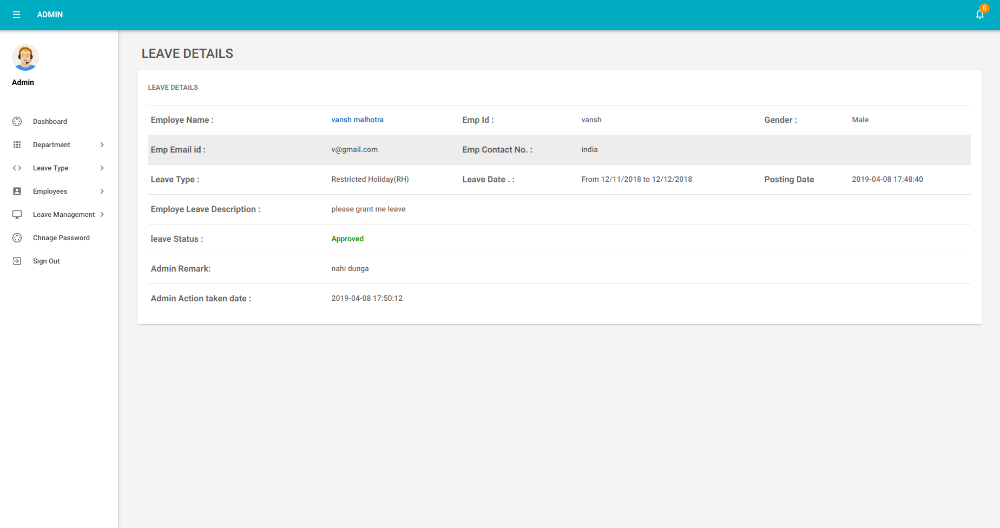 ADMIN
0
Admin
Dashboard
Department
Leave Type
Employees
Leave Management
Chnage Password
Sign Out
LEAVE DETAILS
LEAVE DETAILS
Employe Name : vansh malhotra Emp Id : vansh Gender : Male
Emp Email id : v@gmail.com Emp Contact No. : india
Leave Type : Restricted Holiday(RH) Leave Date . : From 12/11/2018 to 12/12/2018 Posting Date 2019-04-08 17:48:40
Employe Leave Description : please grant me leave
leave Status : Approved
Admin Remark: nahi dunga
Admin Action taken date : 2019-04-08 17:50:12